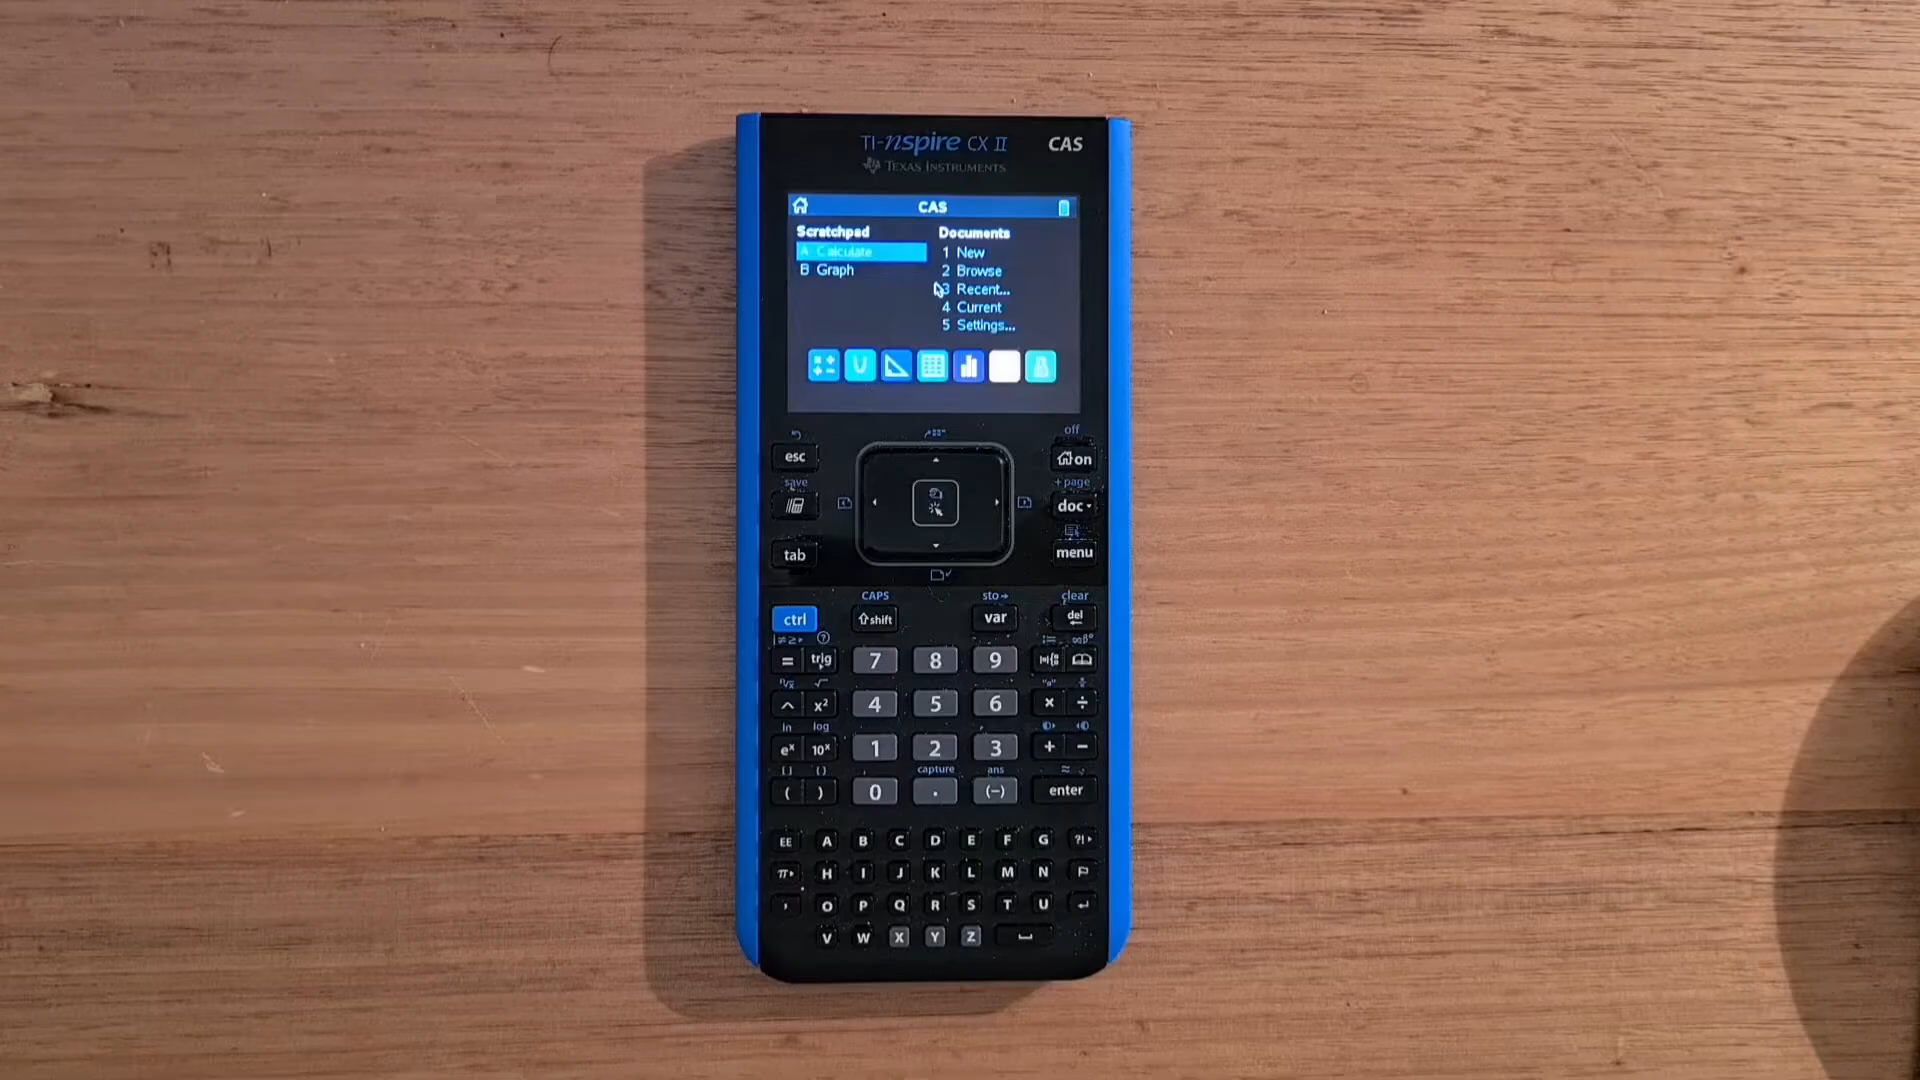 TI-nspire CX II CAS
TEXAS INSTRUMENTS
CAS
Scratchpad Documents
A Calculate 1 New
B Graph 2 Browse
3 Recent...
4 Current
5 Settings...
off
esc on
save + page
doc
tab menu
CAPS sto→ clear
ctrl shift var del
= trig 7 8 9
^ x² 4 5 6 × ÷
ln log
eˣ 10ˣ 1 2 3 + −
[ ] { } capture ans ≈
( ) 0 . (−) enter
EE A B C D E F G ?!
π H I J K L M N
, O P Q R S T U
V W X Y Z